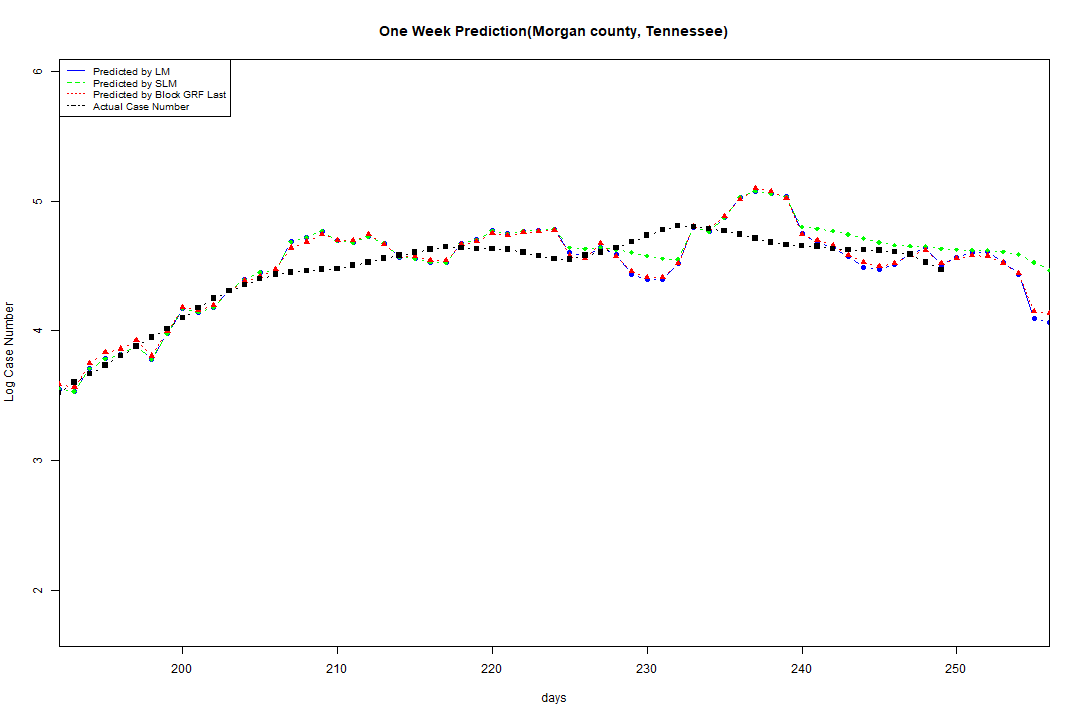 One Week Prediction(Morgan county, Tennessee)
Predicted by LM
Predicted by SLM
Predicted by Block GRF Last
Actual Case Number
6
5
4
3
2
Log Case Number
200 210 220 230 240 250
days